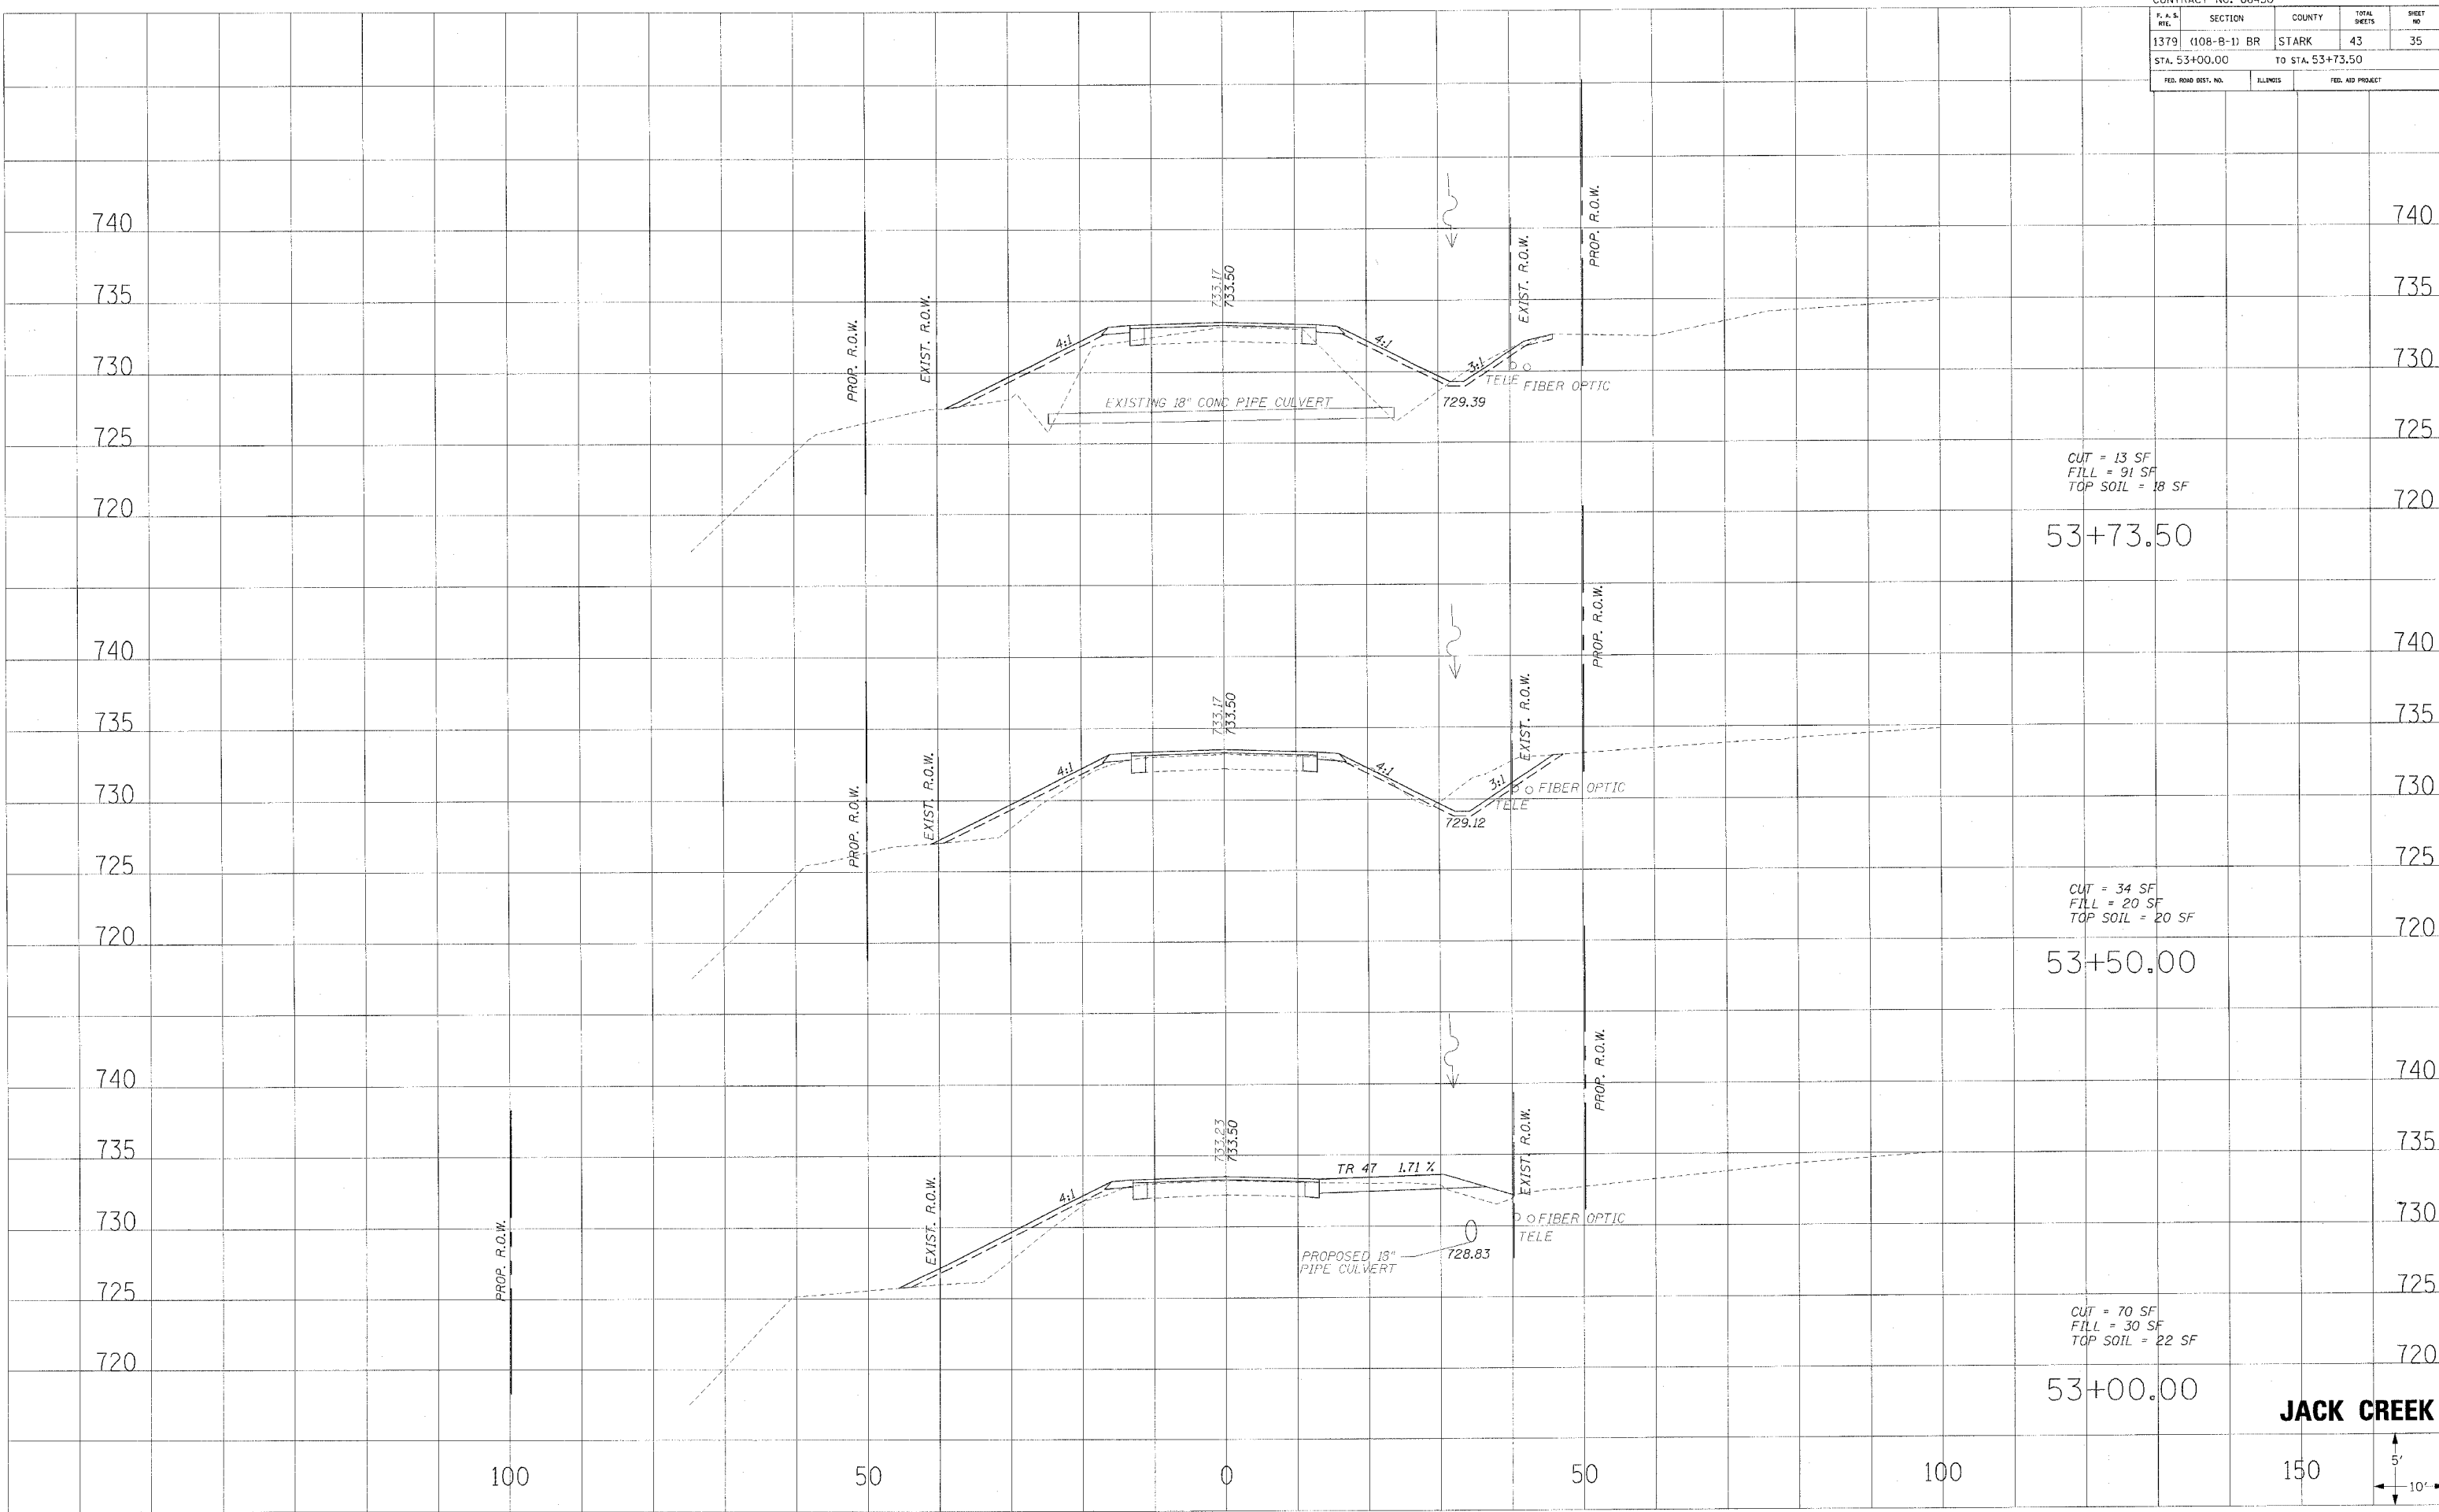 F. A. S. RTE. SECTION COUNTY TOTAL SHEETS SHEET NO
1379 (108-B-1) BR STARK 43 35
STA. 53+00.00 TO STA. 53+73.50
FED. ROAD DIST. NO. ILLINOIS FED. AID PROJECT
740 740
735 735
730 730
725 725
720 720
PROP. R.O.W.
EXIST. R.O.W.
4:1
733.17
733.50
4:1
3:1
EXIST. R.O.W.
PROP. R.O.W.
TELE FIBER OPTIC
EXISTING 18" CONC PIPE CULVERT
729.39
CUT = 13 SF
FILL = 91 SF
TOP SOIL = 18 SF
53+73.50
740 740
735 735
730 730
725 725
720 720
PROP. R.O.W.
EXIST. R.O.W.
4:1
733.17
733.50
4:1
3:1
EXIST. R.O.W.
PROP. R.O.W.
FIBER OPTIC
TELE
729.12
CUT = 34 SF
FILL = 20 SF
TOP SOIL = 20 SF
53+50.00
740 740
735 735
730 730
725 725
720 720
PROP. R.O.W.
EXIST. R.O.W.
4:1
733.23
733.50
TR 47 1.71 %
EXIST. R.O.W.
PROP. R.O.W.
FIBER OPTIC
TELE
PROPOSED 18"
PIPE CULVERT
728.83
CUT = 70 SF
FILL = 30 SF
TOP SOIL = 22 SF
53+00.00
JACK CREEK
100 50 0 50 100 150
5'
10'